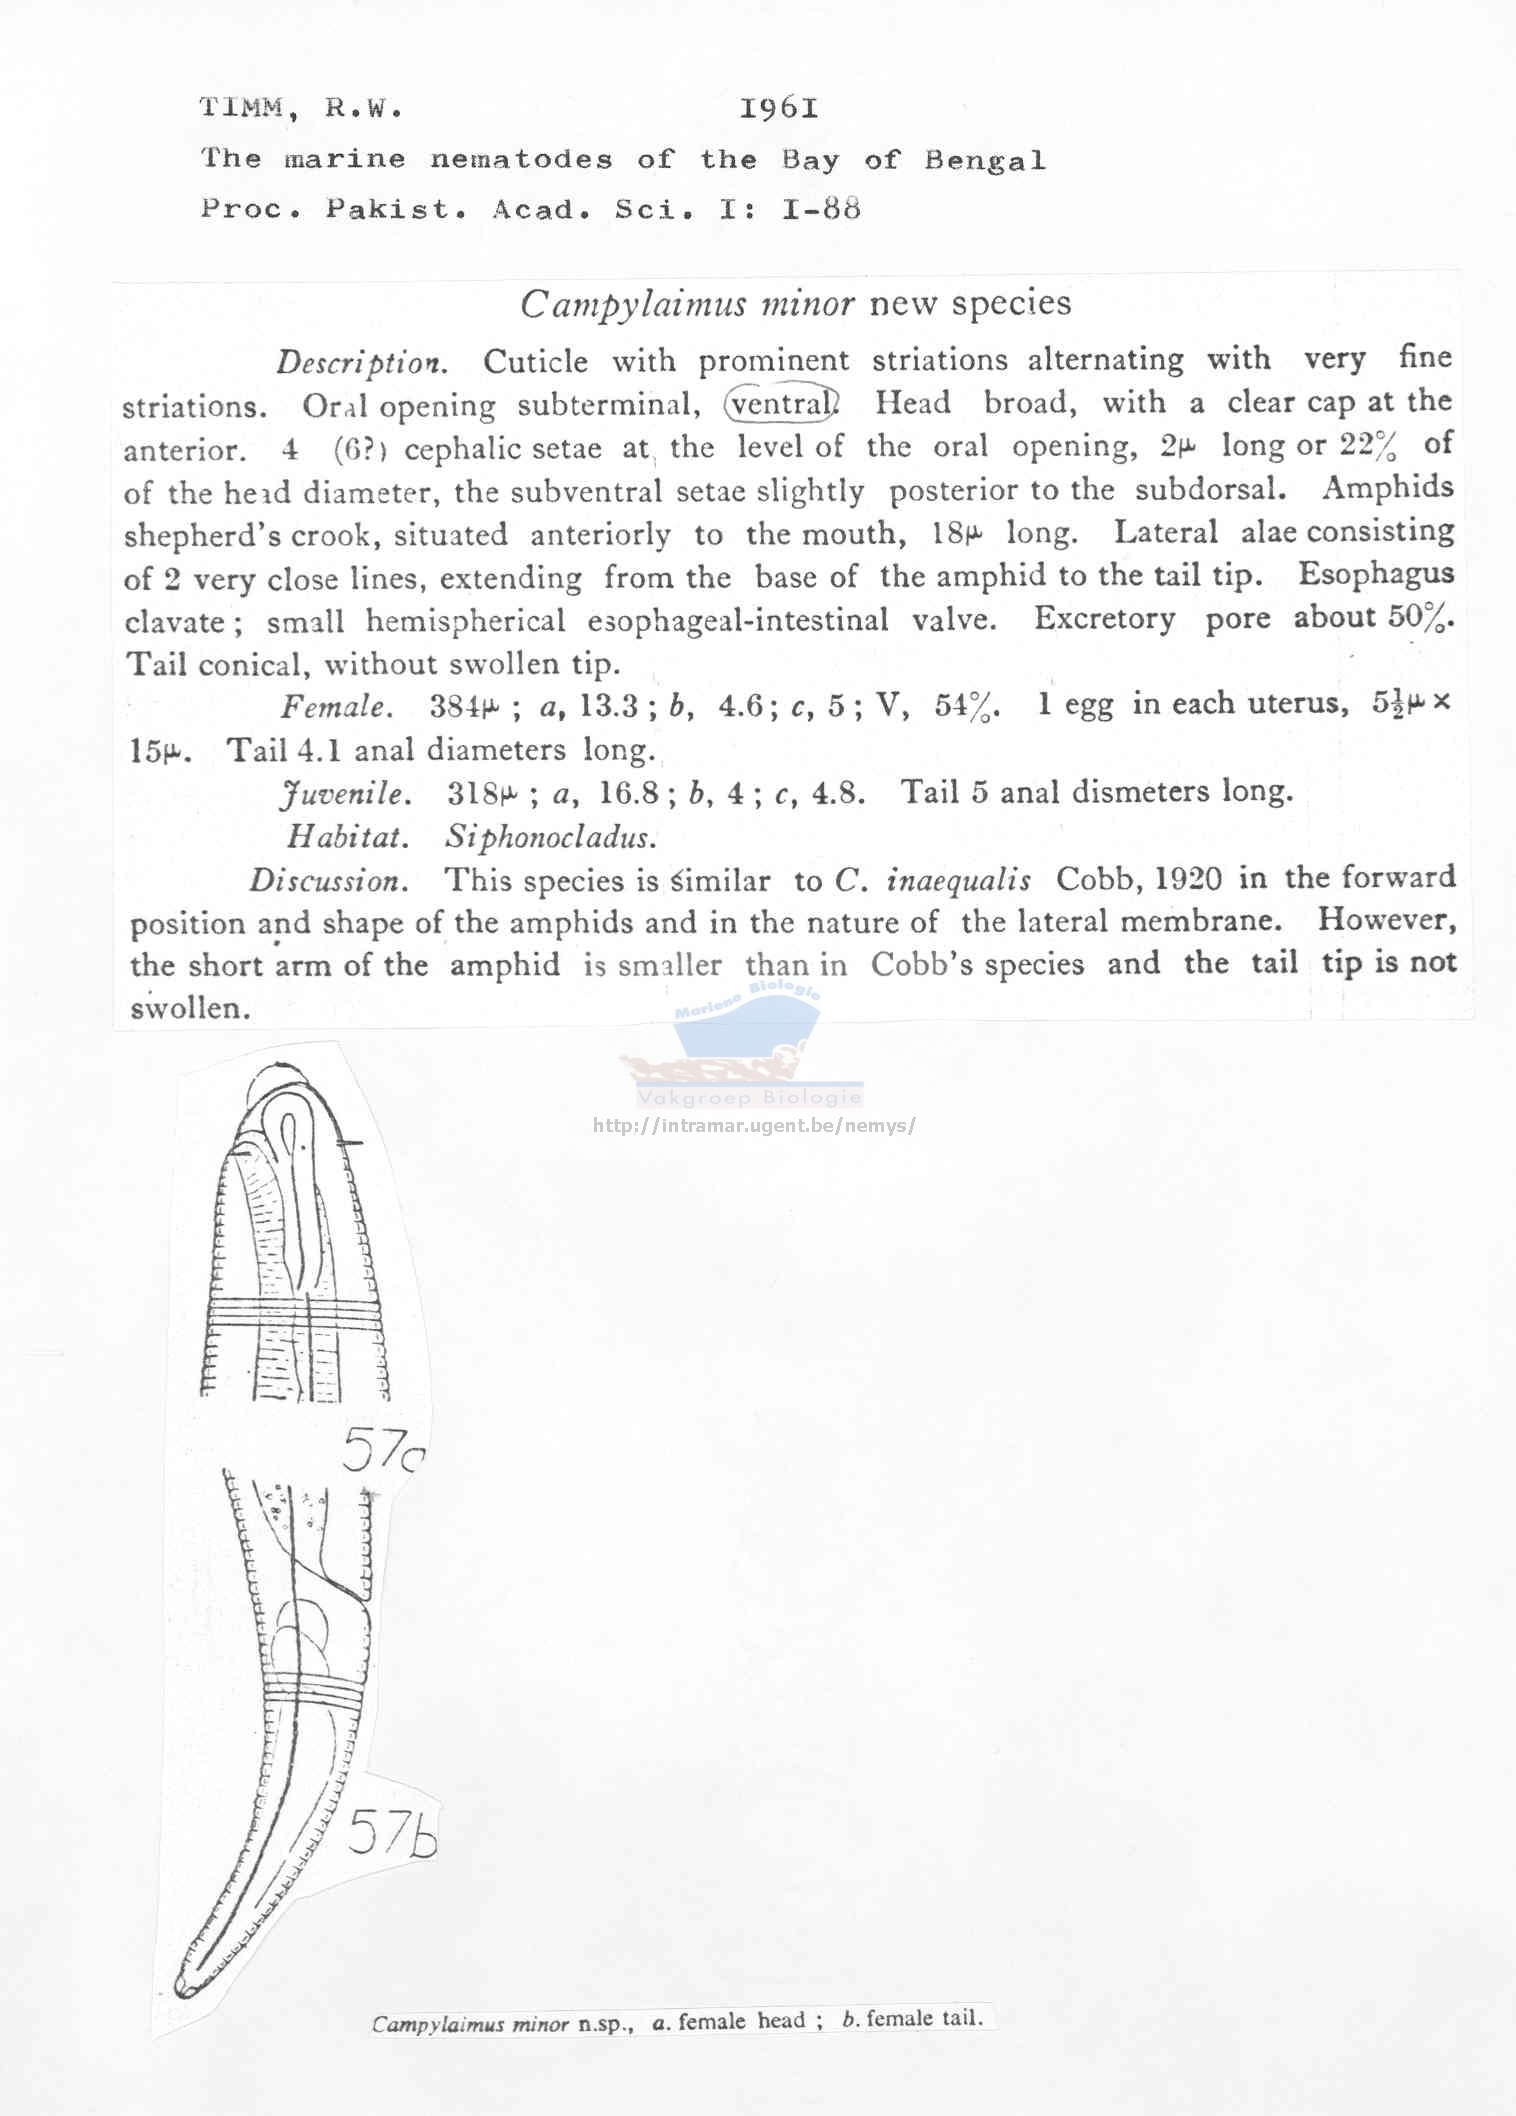 TIMM, R.W. 1961
The marine nematodes of the Bay of Bengal
Proc. Pakist. Acad. Sci. I: I-88
Campylaimus minor new species
Description. Cuticle with prominent striations alternating with very fine
striations. Oral opening subterminal, ventral? Head broad, with a clear cap at the
anterior. 4 (6?) cephalic setae at the level of the oral opening, 2μ long or 22% of
of the head diameter, the subventral setae slightly posterior to the subdorsal. Amphids
shepherd's crook, situated anteriorly to the mouth, 18μ long. Lateral alae consisting
of 2 very close lines, extending from the base of the amphid to the tail tip. Esophagus
clavate; small hemispherical esophageal-intestinal valve. Excretory pore about 50%.
Tail conical, without swollen tip.
Female. 384μ; a, 13.3; b, 4.6; c, 5; V, 54%. 1 egg in each uterus, 5½μ ×
15μ. Tail 4.1 anal diameters long.
Juvenile. 318μ; a, 16.8; b, 4; c, 4.8. Tail 5 anal dismeters long.
Habitat. Siphonocladus.
Discussion. This species is similar to C. inaequalis Cobb, 1920 in the forward
position and shape of the amphids and in the nature of the lateral membrane. However,
the short arm of the amphid is smaller than in Cobb's species and the tail tip is not
swollen.
Mariene Biologie
Vakgroep Biologie
http://intramar.ugent.be/nemys/
57a
57b
Campylaimus minor n.sp., a. female head; b. female tail.